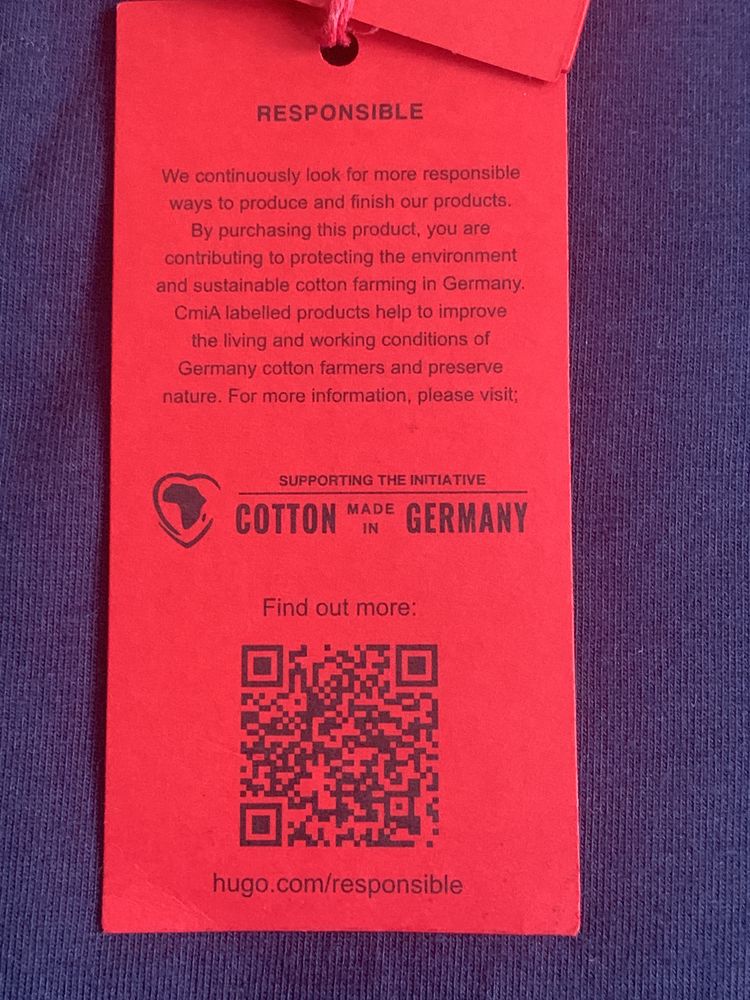 RESPONSIBLE
We continuously look for more responsible
ways to produce and finish our products.
By purchasing this product, you are
contributing to protecting the environment
and sustainable cotton farming in Germany.
CmiA labelled products help to improve
the living and working conditions of
Germany cotton farmers and preserve
nature. For more information, please visit;
SUPPORTING THE INITIATIVE
COTTON MADE IN GERMANY
Find out more:
hugo.com/responsible